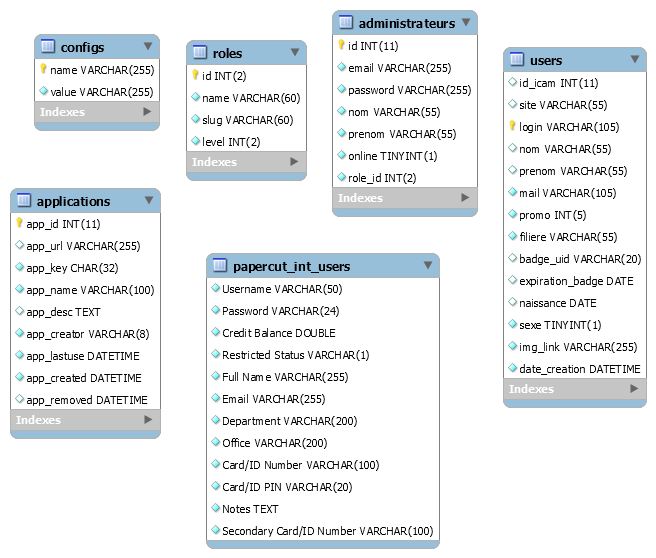 configs
name VARCHAR(255)
value VARCHAR(255)
Indexes
roles
id INT(2)
name VARCHAR(60)
slug VARCHAR(60)
level INT(2)
Indexes
administrateurs
id INT(11)
email VARCHAR(255)
password VARCHAR(255)
nom VARCHAR(55)
prenom VARCHAR(55)
online TINYINT(1)
role_id INT(2)
Indexes
users
id_icam INT(11)
site VARCHAR(55)
login VARCHAR(105)
nom VARCHAR(55)
prenom VARCHAR(55)
mail VARCHAR(105)
promo INT(5)
filiere VARCHAR(55)
badge_uid VARCHAR(20)
expiration_badge DATE
naissance DATE
sexe TINYINT(1)
img_link VARCHAR(255)
date_creation DATETIME
Indexes
applications
app_id INT(11)
app_url VARCHAR(255)
app_key CHAR(32)
app_name VARCHAR(100)
app_desc TEXT
app_creator VARCHAR(8)
app_lastuse DATETIME
app_created DATETIME
app_removed DATETIME
Indexes
papercut_int_users
Username VARCHAR(50)
Password VARCHAR(24)
Credit Balance DOUBLE
Restricted Status VARCHAR(1)
Full Name VARCHAR(255)
Email VARCHAR(255)
Department VARCHAR(200)
Office VARCHAR(200)
Card/ID Number VARCHAR(100)
Card/ID PIN VARCHAR(20)
Notes TEXT
Secondary Card/ID Number VARCHAR(100)